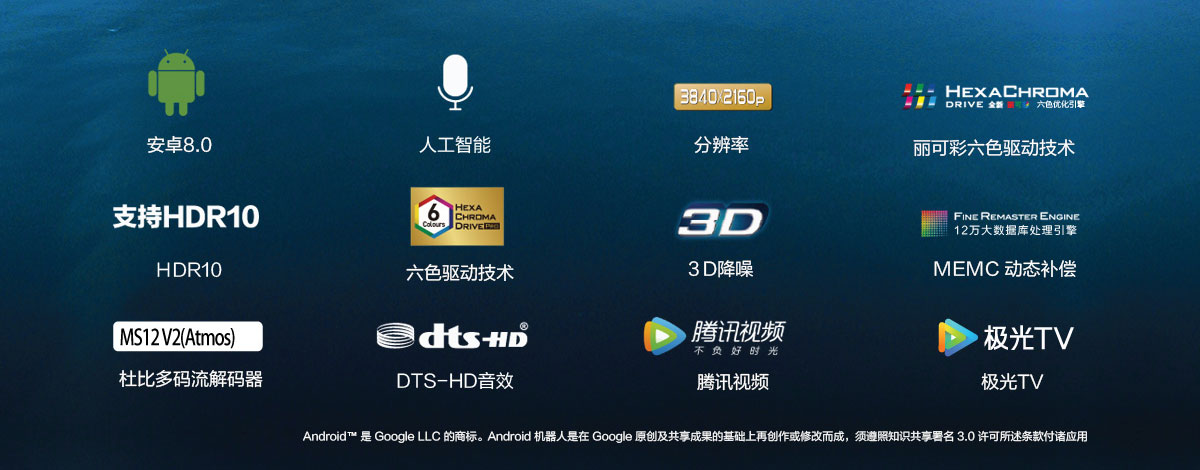 3840X2160p
HEXACHROMA
DRIVE 全新 六色优化引擎
安卓8.0
人工智能
分辨率
丽可彩六色驱动技术
支持HDR10
6
Colours
HEXA
CHROMA
DRIVE PRO
3D
FINE REMASTER ENGINE
12万大数据库处理引擎
HDR10
六色驱动技术
3D降噪
MEMC 动态补偿
MS12 V2(Atmos)
dts-HD®
腾讯视频
不负好时光
极光TV
杜比多码流解码器
DTS-HD音效
腾讯视频
极光TV
Android™ 是 Google LLC 的商标。Android 机器人是在 Google 原创及共享成果的基础上再创作或修改而成，须遵照知识共享署名 3.0 许可所述条款付诸应用